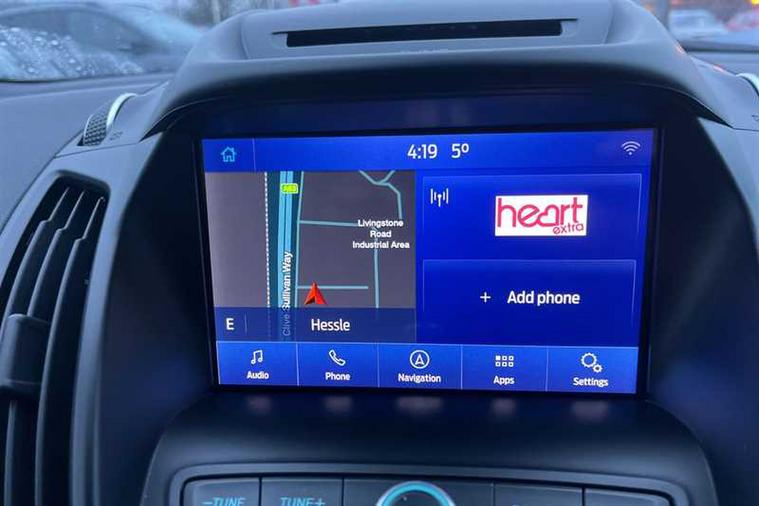 4:19 5°
A63
Livingstone
Road
Industrial Area
Clive Sullivan Way
heart
extra
+ Add phone
E Hessle
Audio Phone Navigation Apps Settings
−TUNE TUNE+